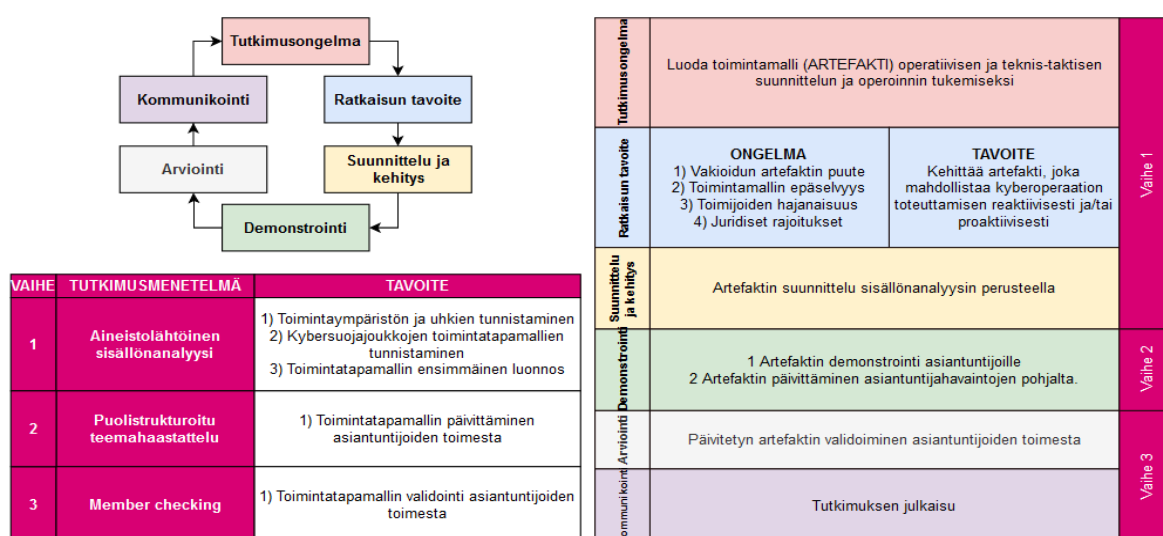 Tutkimusongelma
Kommunikointi
Ratkaisun tavoite
Arviointi
Suunnittelu ja
kehitys
Demonstrointi
VAIHE TUTKIMUSMENETELMÄ TAVOITE
1
Aineistolähtöinen
sisällönanalyysi
1) Toimintaympäristön ja uhkien tunnistaminen
2) Kybersuojajoukkojen toimintatapamallien
tunnistaminen
3) Toimintatapamallin ensimmäinen luonnos
2
Puolistrukturoitu
teemahaastattelu
1) Toimintatapamallin päivittäminen
asiantuntijoiden toimesta
3
Member checking
1) Toimintatapamallin validointi asiantuntijoiden
toimesta
Tutkimusongelma
Luoda toimintamalli (ARTEFAKTI) operatiivisen ja teknis-taktisen
suunnittelun ja operoinnin tukemiseksi
Ratkaisun tavoite
ONGELMA
1) Vakioidun artefaktin puute
2) Toimintamallin epäselvyys
3) Toimijoiden hajanaisuus
4) Juridiset rajoitukset
TAVOITE
Kehittää artefakti, joka
mahdollistaa kyberoperaation
toteuttamisen reaktiivisesti ja/tai
proaktiivisesti
Suunnittelu
ja kehitys
Artefaktin suunnittelu sisällönanalyysin perusteella
Vaihe 1
Demonstrointi
1 Artefaktin demonstrointi asiantuntijoille
2 Artefaktin päivittäminen asiantuntijahavaintojen pohjalta.
Vaihe 2
Arviointi
Päivitetyn artefaktin validoiminen asiantuntijoiden toimesta
ommunikoint
Tutkimuksen julkaisu
Vaihe 3